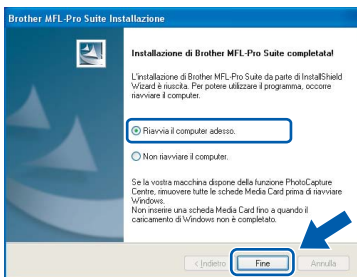 Brother MFL-Pro Suite Installazione
Installazione di Brother MFL-Pro Suite completata!
L'installazione di Brother MFL-Pro Suite da parte di InstallShield
Wizard è riuscita. Per potere utilizzare il programma, occorre
riavviare il computer.
Riavvia il computer adesso.
Non riavviare il computer.
Se la vostra macchina dispone della funzione PhotoCapture
Centre, rimuovere tutte le schede Media Card prima di riavviare
Windows.
Non inserire una scheda Media Card fino a quando il
caricamento di Windows non è completato.
< Indietro
Fine
Annulla